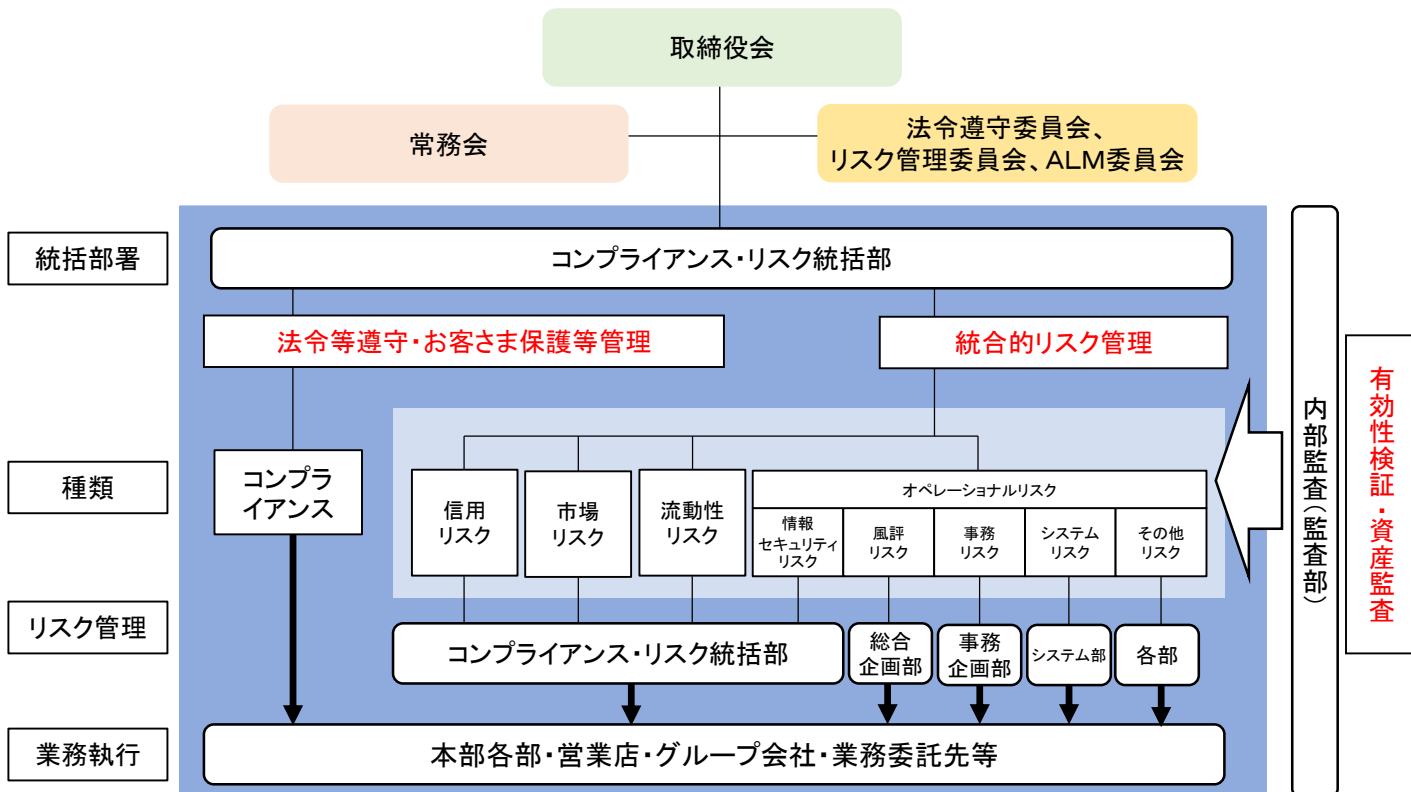 取締役会
常務会
法令遵守委員会、
リスク管理委員会、ALM委員会
統括部署
コンプライアンス・リスク統括部
法令等遵守・お客さま保護等管理
統合的リスク管理
種類
コンプラ
イアンス
信用
リスク
市場
リスク
流動性
リスク
オペレーショナルリスク
情報
セキュリティ
リスク
風評
リスク
事務
リスク
システム
リスク
その他
リスク
リスク管理
コンプライアンス・リスク統括部
総合
企画部
事務
企画部
システム部
各部
業務執行
本部各部・営業店・グループ会社・業務委託先等
内部監査(監査部)
有効性検証・資産監査